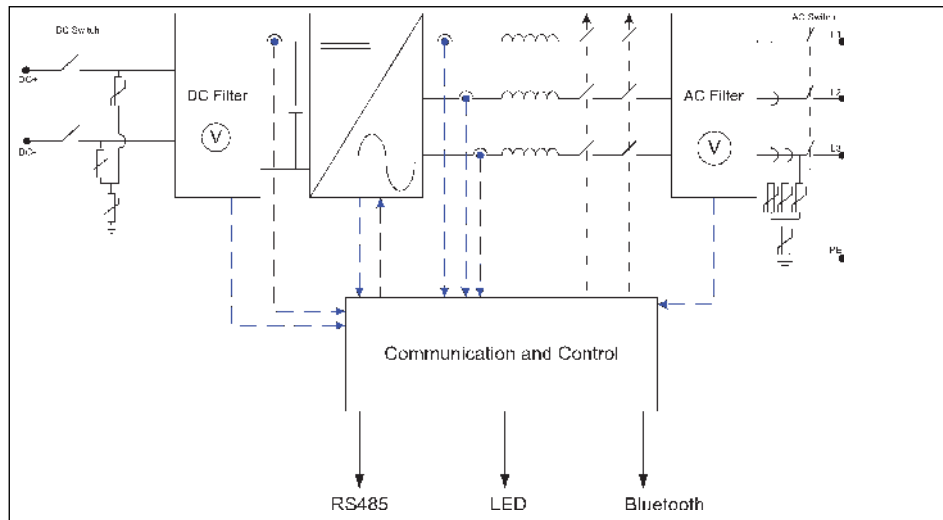 DC Switch
AC Switch
L1
DC+
DC Filter
AC Filter
L2
V
V
DC-
L3
PE
Communication and Control
RS485
LED
Bluetooth